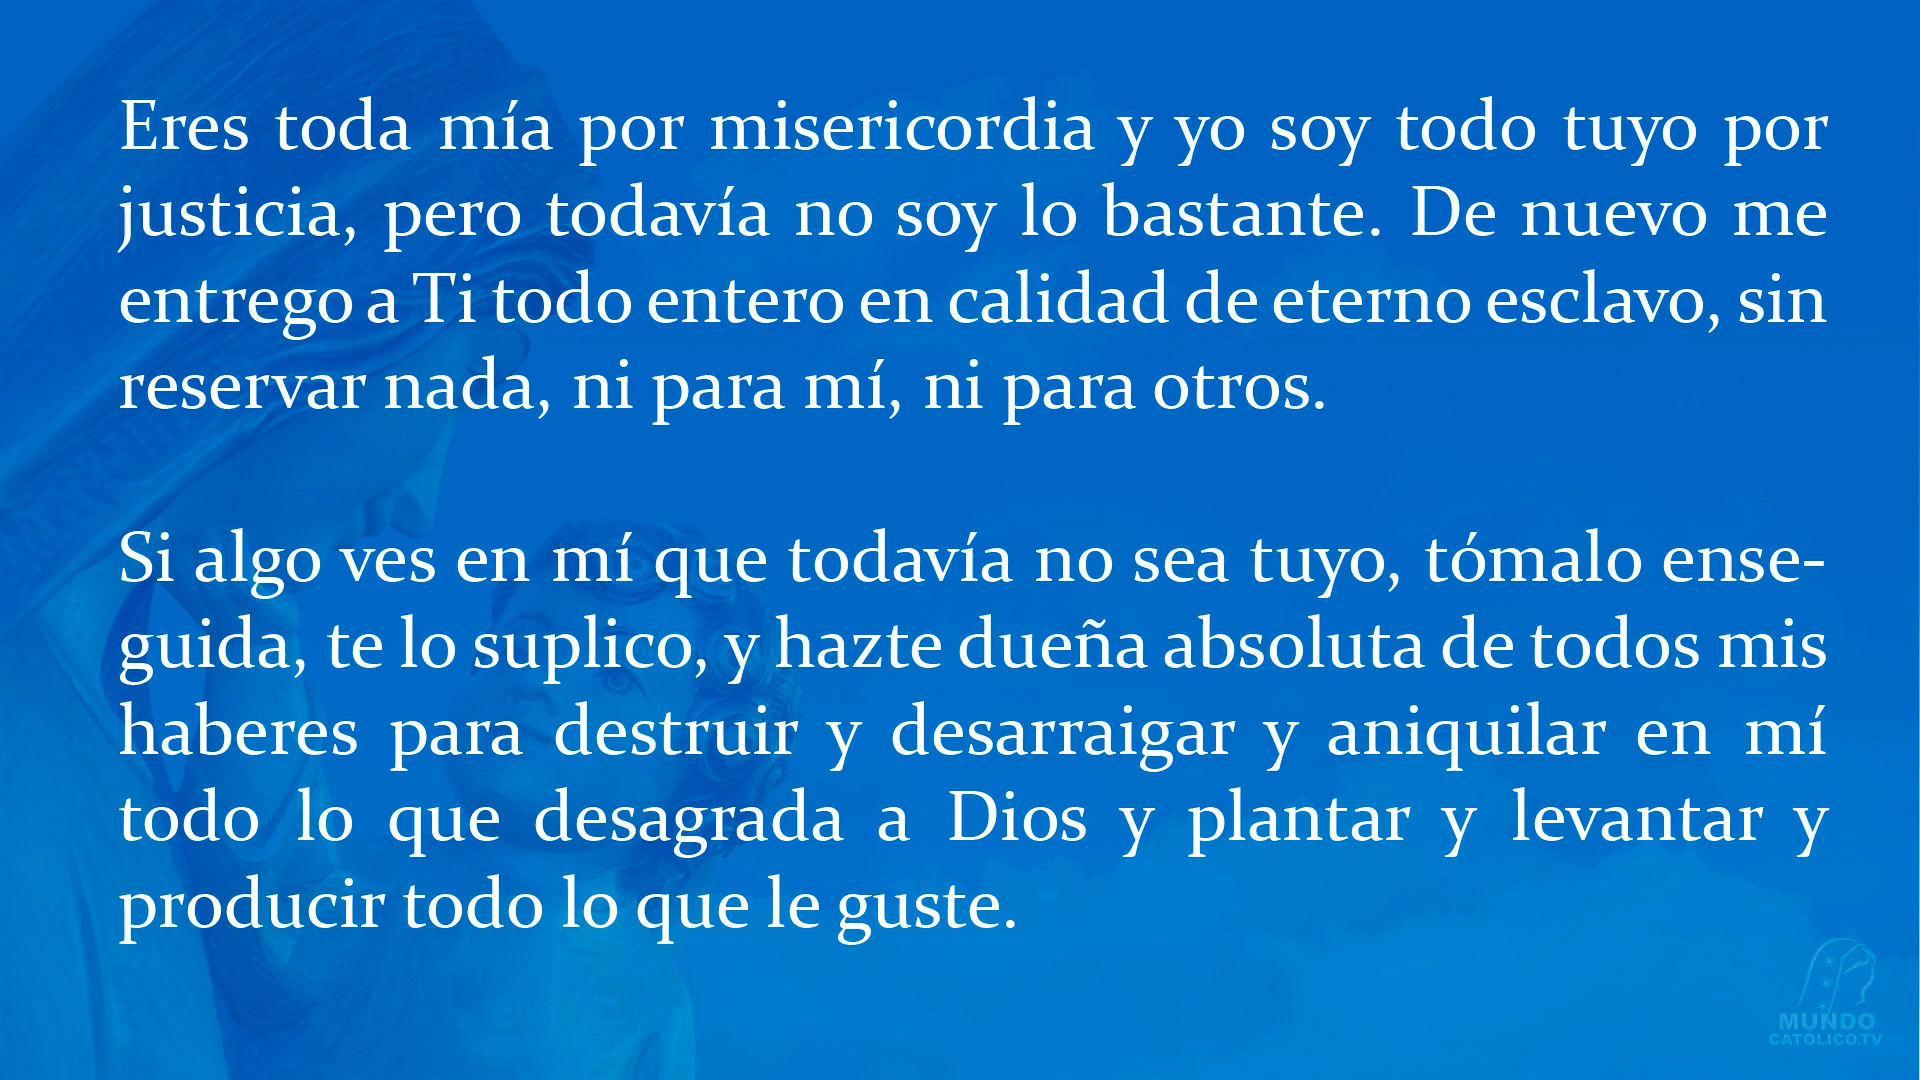 Eres toda mía por misericordia y yo soy todo tuyo por
justicia, pero todavía no soy lo bastante. De nuevo me
entrego a Ti todo entero en calidad de eterno esclavo, sin
reservar nada, ni para mí, ni para otros.
Si algo ves en mí que todavía no sea tuyo, tómalo ense-
guida, te lo suplico, y hazte dueña absoluta de todos mis
haberes para destruir y desarraigar y aniquilar en mí
todo lo que desagrada a Dios y plantar y levantar y
producir todo lo que le guste.
MUNDO
CATÓLICO.TV